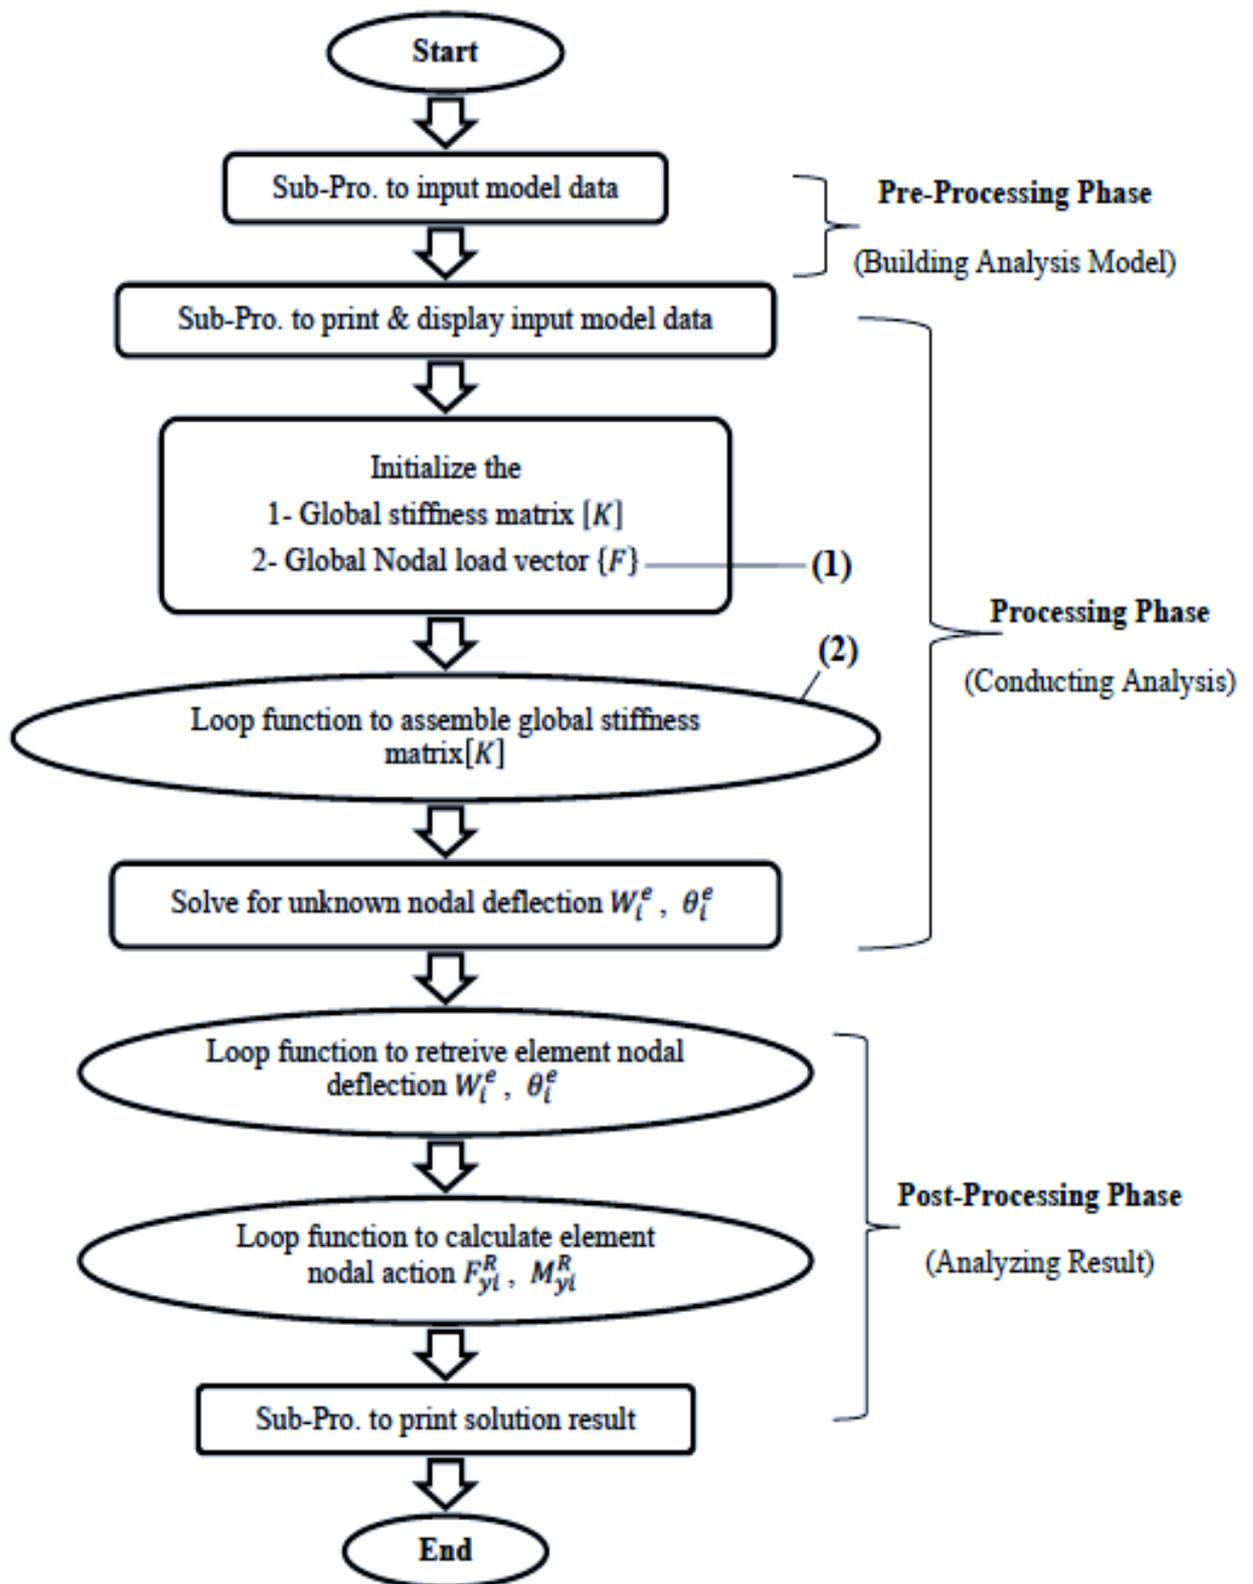 Start
Sub-Pro. to input model data
Pre-Processing Phase
(Building Analysis Model)
Sub-Pro. to print & display input model data
Initialize the
1- Global stiffness matrix [K]
2- Global Nodal load vector {F}
(1)
Processing Phase
(Conducting Analysis)
(2)
Loop function to assemble global stiffness
matrix[K]
Solve for unknown nodal deflection W_i^e , θ_i^e
Loop function to retreive element nodal
deflection W_i^e , θ_i^e
Post-Processing Phase
(Analyzing Result)
Loop function to calculate element
nodal action F_{yi}^R , M_{yi}^R
Sub-Pro. to print solution result
End